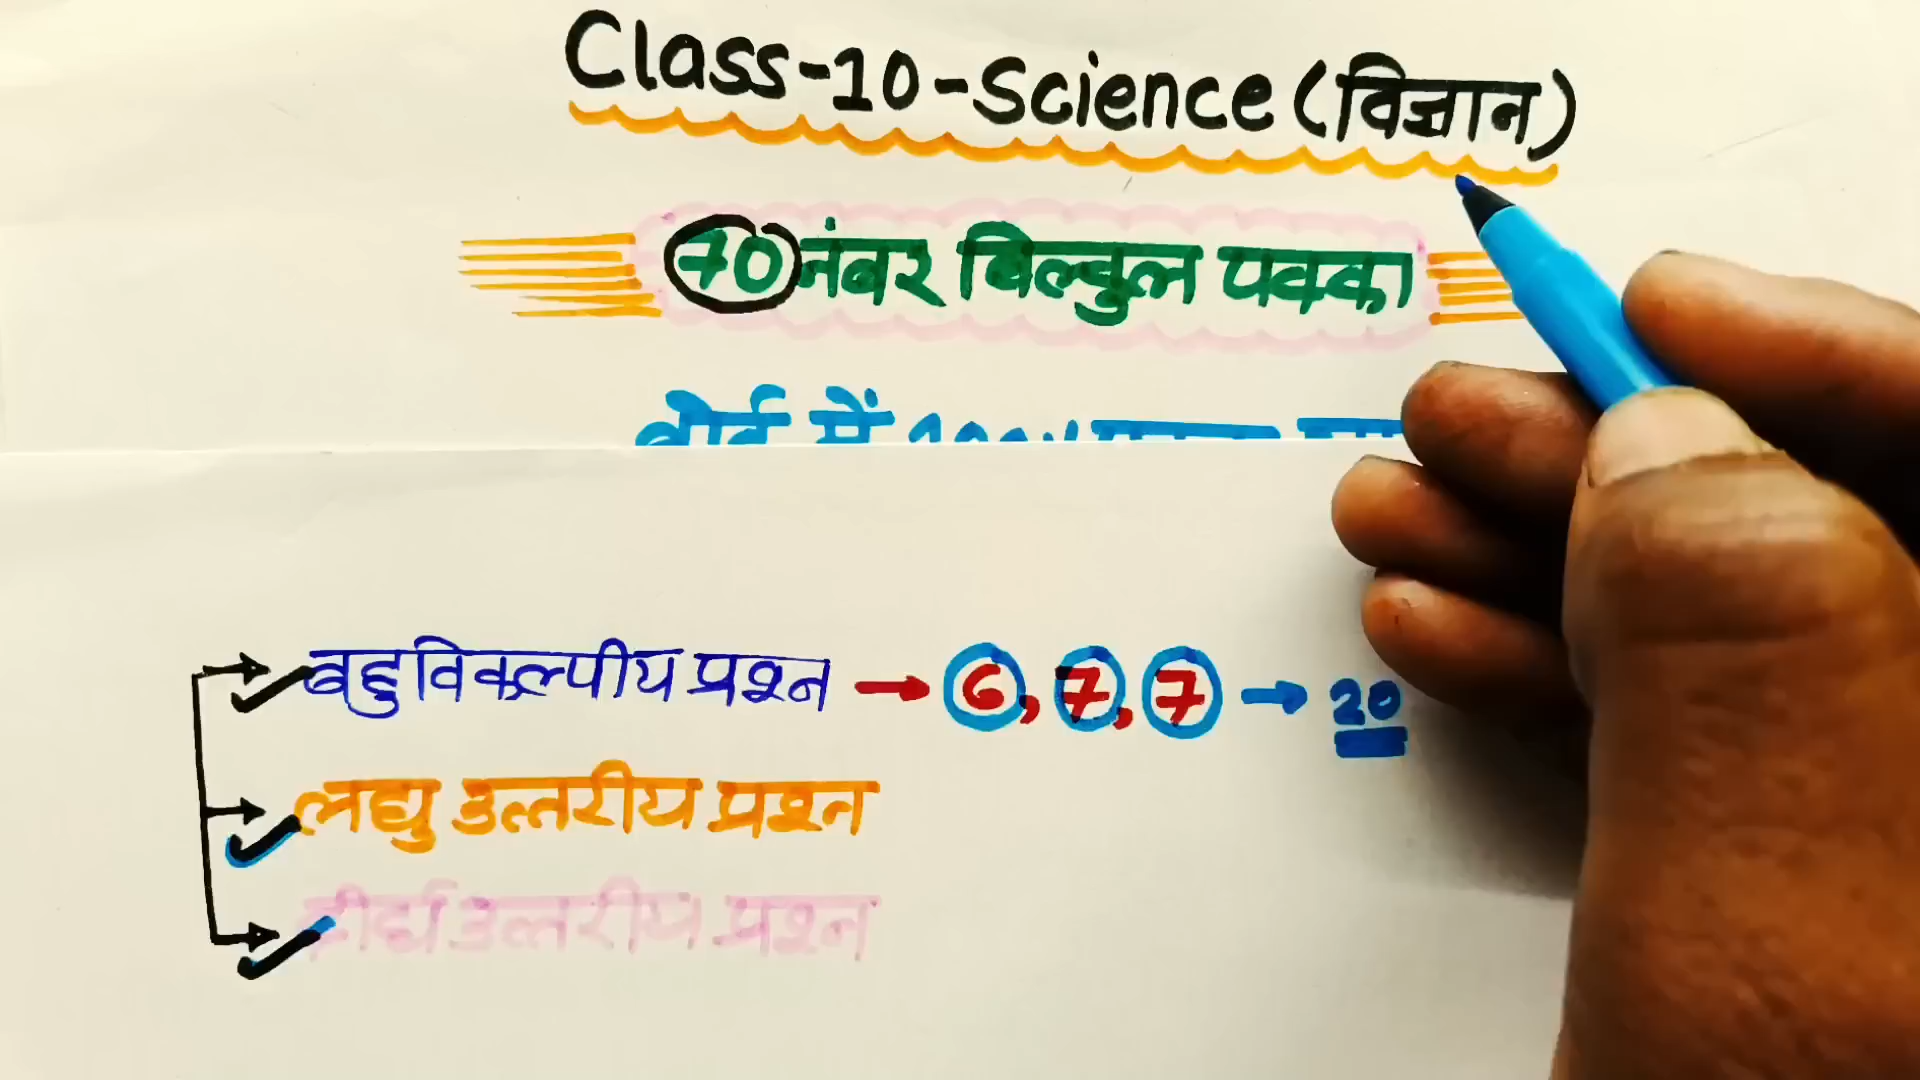 Class-10-Science (विज्ञान)
70 नंबर बिल्कुल पक्का
बोर्ड में
बहुविकल्पीय प्रश्न → 6, 7, 7 → 20
लघु उत्तरीय प्रश्न
दीर्घ उत्तरीय प्रश्न